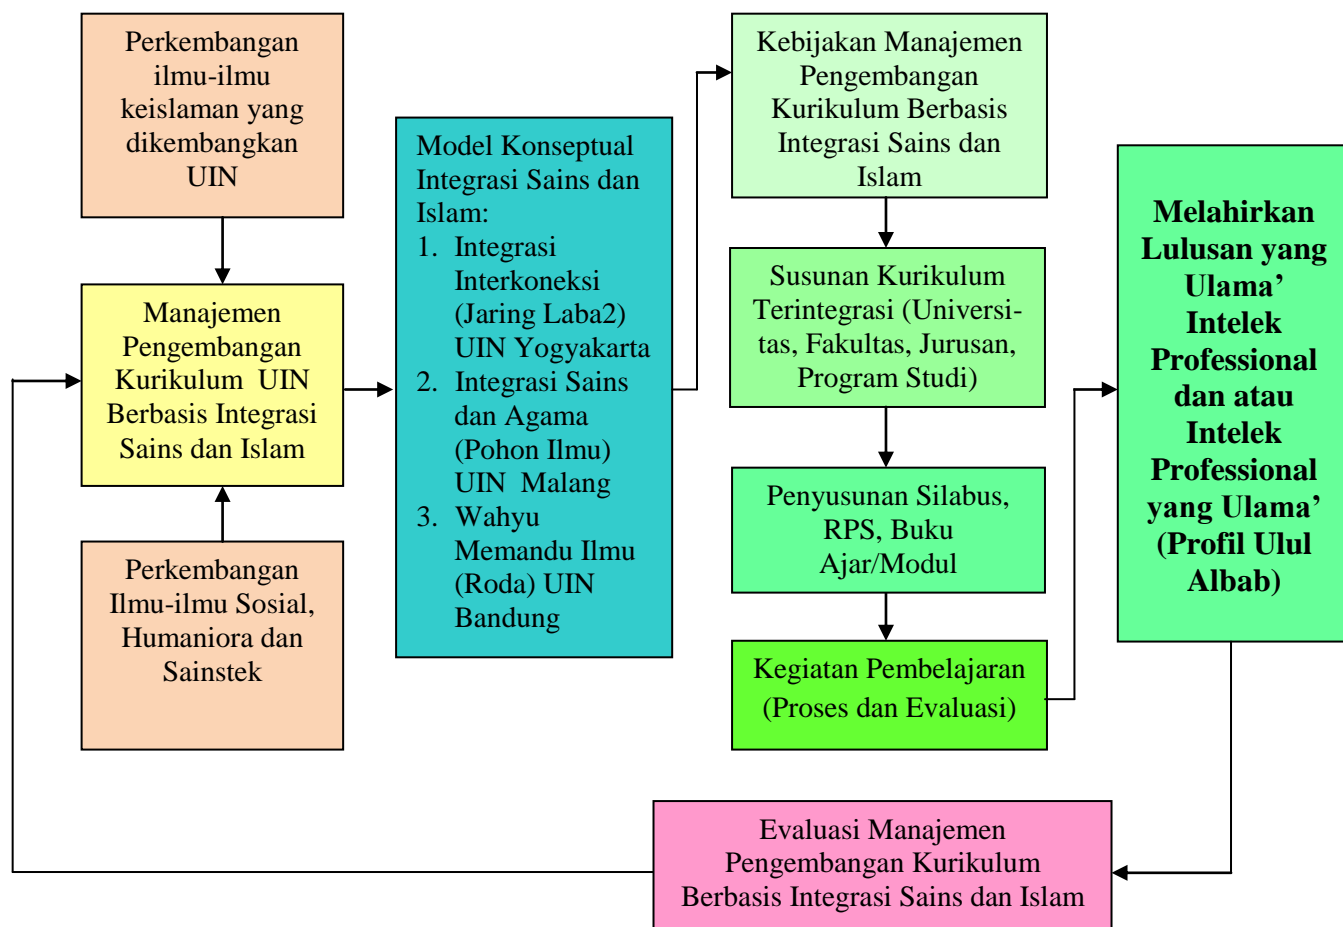 Perkembangan
ilmu-ilmu
keislaman yang
dikembangkan
UIN
Manajemen
Pengembangan
Kurikulum UIN
Berbasis Integrasi
Sains dan Islam
Perkembangan
Ilmu-ilmu Sosial,
Humaniora dan
Sainstek
Model Konseptual
Integrasi Sains dan
Islam:
1. Integrasi
Interkoneksi
(Jaring Laba2)
UIN Yogyakarta
2. Integrasi Sains
dan Agama
(Pohon Ilmu)
UIN Malang
3. Wahyu
Memandu Ilmu
(Roda) UIN
Bandung
Kebijakan Manajemen
Pengembangan
Kurikulum Berbasis
Integrasi Sains dan
Islam
Susunan Kurikulum
Terintegrasi (Universi-
tas, Fakultas, Jurusan,
Program Studi)
Penyusunan Silabus,
RPS, Buku
Ajar/Modul
Kegiatan Pembelajaran
(Proses dan Evaluasi)
Melahirkan
Lulusan yang
Ulama’
Intelek
Professional
dan atau
Intelek
Professional
yang Ulama’
(Profil Ulul
Albab)
Evaluasi Manajemen
Pengembangan Kurikulum
Berbasis Integrasi Sains dan Islam